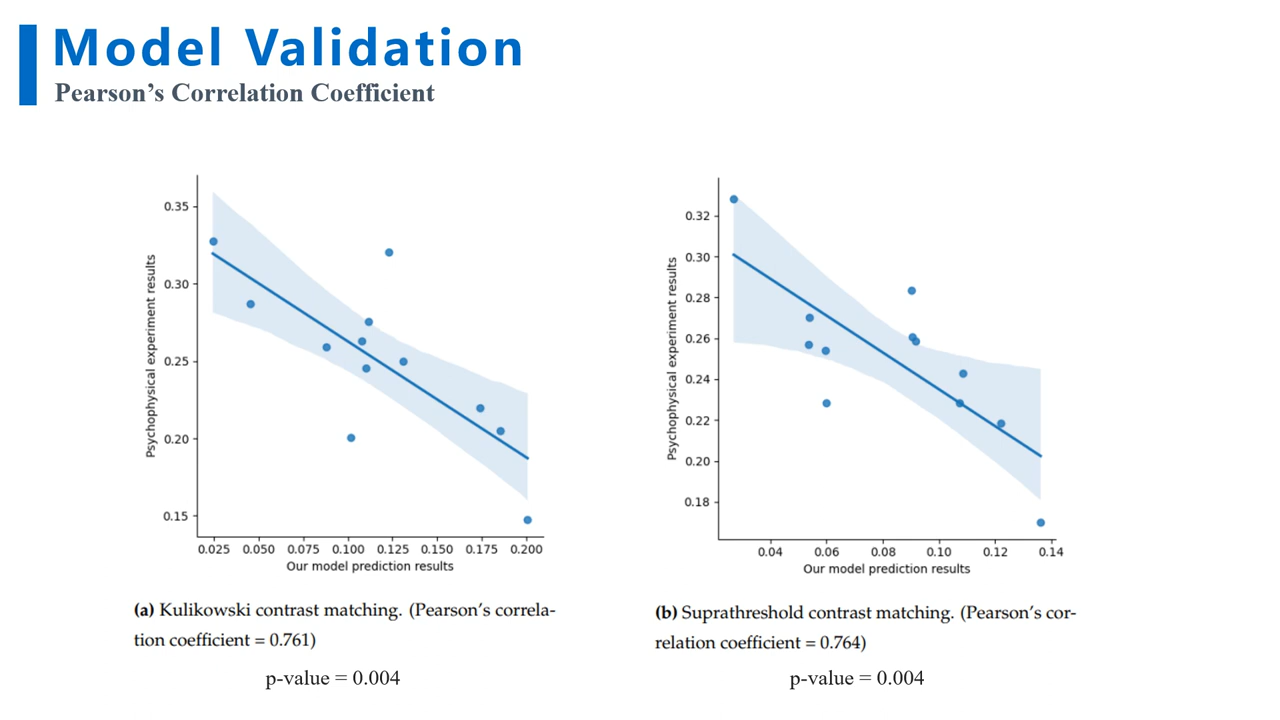 Model Validation
Pearson’s Correlation Coefficient
0.35
0.30
0.25
0.20
0.15
Psychophysical experiment results
0.025 0.050 0.075 0.100 0.125 0.150 0.175 0.200
Our model prediction results
(a) Kulikowski contrast matching. (Pearson’s correla-
tion coefficient = 0.761)
p-value = 0.004
0.32
0.30
0.28
0.26
0.24
0.22
0.20
0.18
Psychophysical experiment results
0.04 0.06 0.08 0.10 0.12 0.14
Our model prediction results
(b) Suprathreshold contrast matching. (Pearson’s cor-
relation coefficient = 0.764)
p-value = 0.004